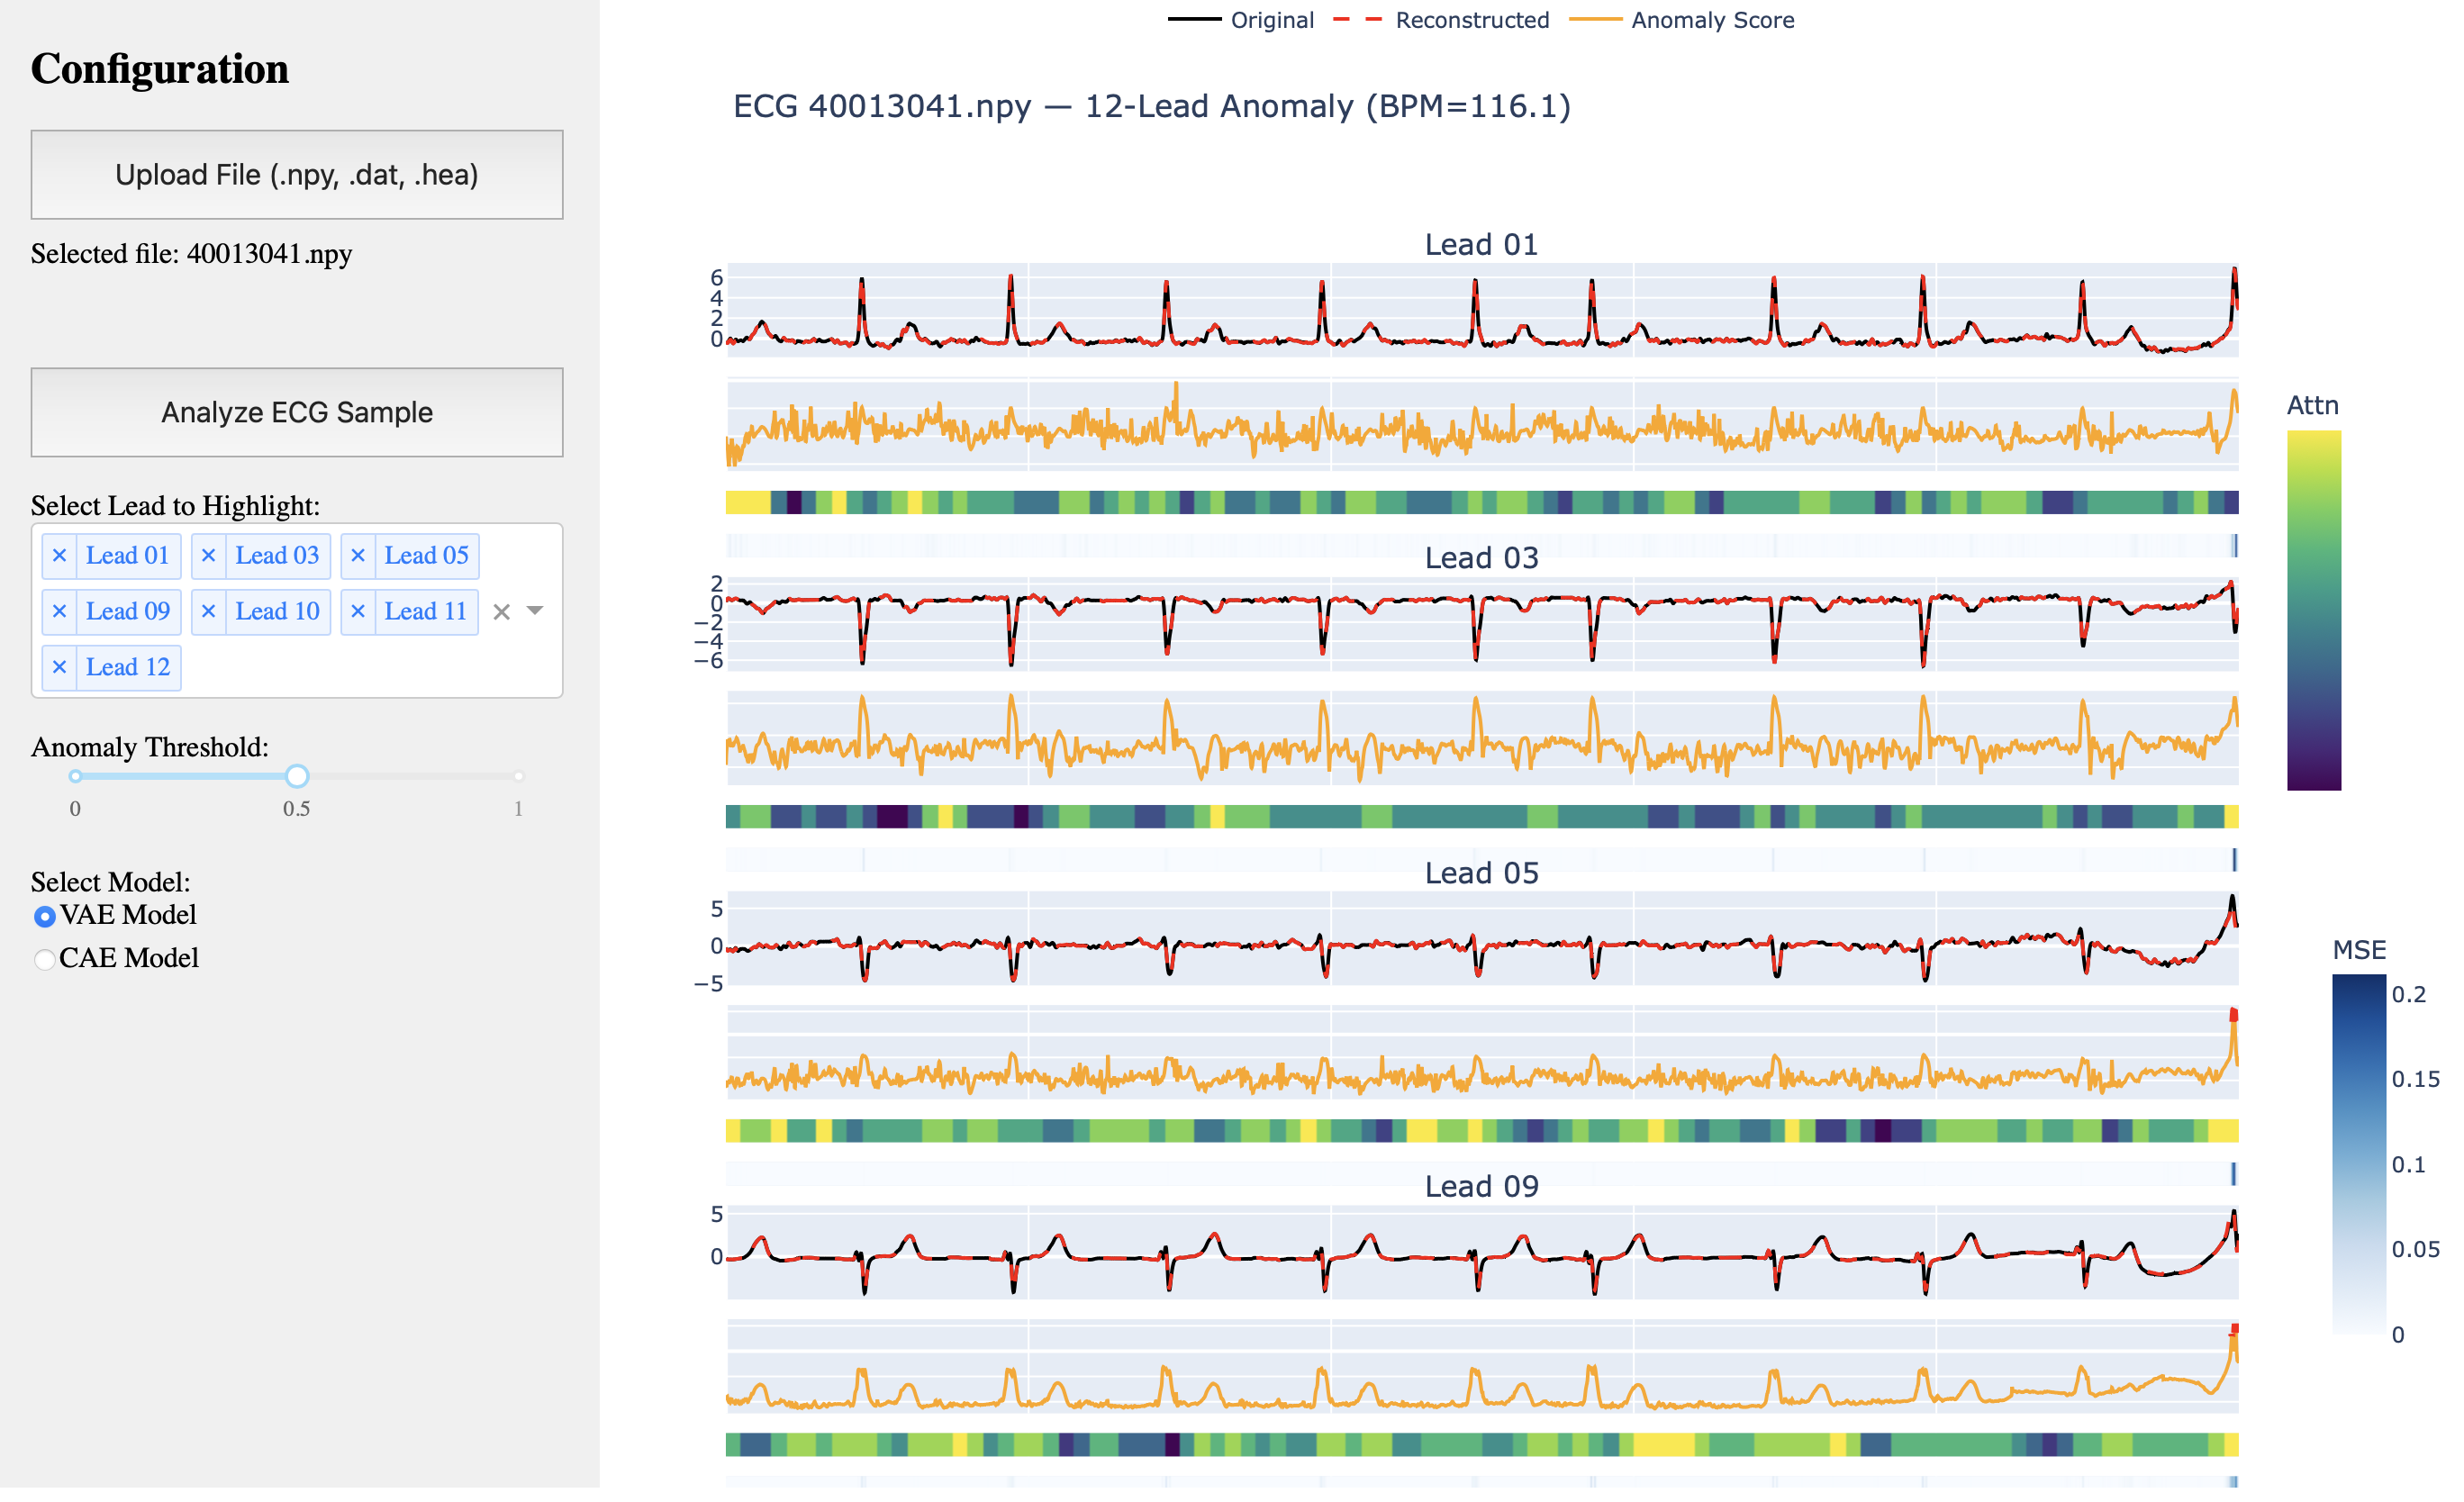 Configuration
Upload File (.npy, .dat, .hea)
Selected file: 40013041.npy
Analyze ECG Sample
Select Lead to Highlight:
× Lead 01 × Lead 03 × Lead 05
× Lead 09 × Lead 10 × Lead 11 ×
× Lead 12
Anomaly Threshold:
0 0.5 1
Select Model:
VAE Model
CAE Model
Original Reconstructed Anomaly Score
ECG 40013041.npy — 12-Lead Anomaly (BPM=116.1)
Lead 01
6
4
2
0
Lead 03
2
0
−2
−4
−6
Lead 05
5
0
−5
Lead 09
5
0
Attn
MSE
0.2
0.15
0.1
0.05
0